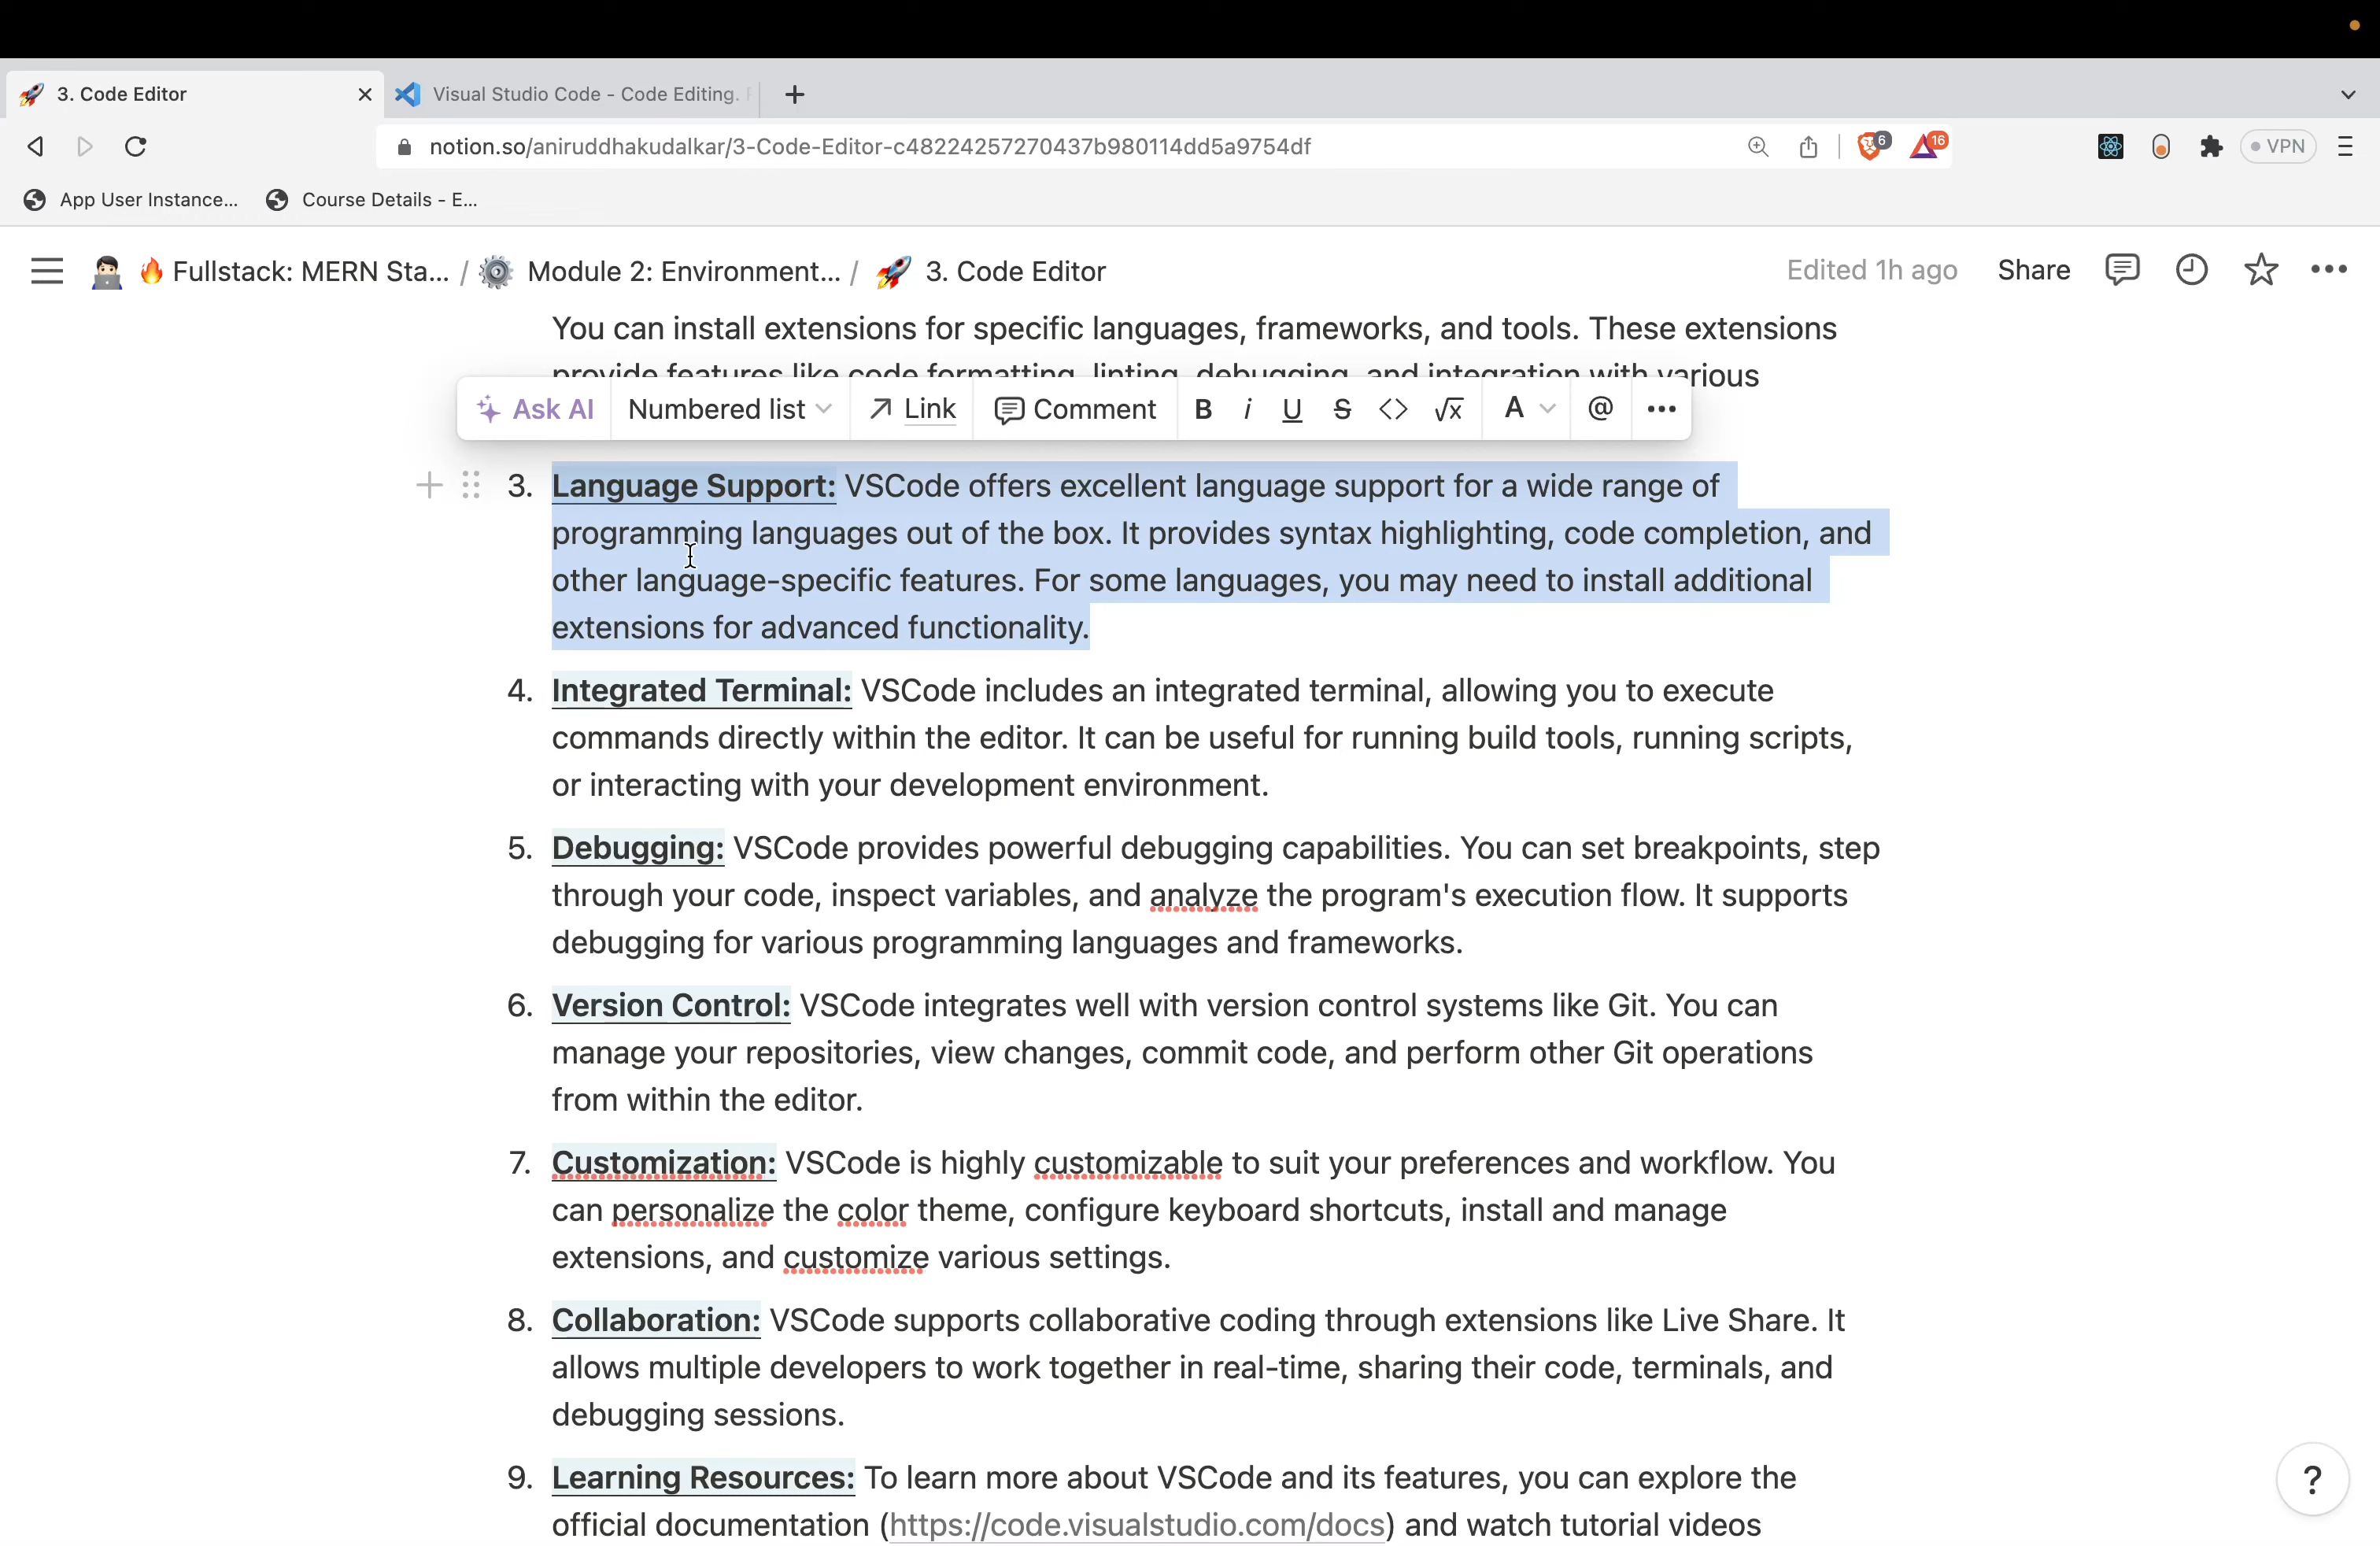 3. Code Editor
Visual Studio Code - Code Editing.
notion.so/aniruddhakudalkar/3-Code-Editor-c48224257270437b980114dd5a9754df
6
16
VPN
App User Instance...
Course Details - E...
Fullstack: MERN Sta... / Module 2: Environment... / 3. Code Editor
Edited 1h ago Share
You can install extensions for specific languages, frameworks, and tools. These extensions
provide features like code formatting, linting, debugging, and integration with various
Ask AI Numbered list Link Comment B i U S <> √x A @ •••
3. Language Support: VSCode offers excellent language support for a wide range of
programming languages out of the box. It provides syntax highlighting, code completion, and
other language-specific features. For some languages, you may need to install additional
extensions for advanced functionality.
4. Integrated Terminal: VSCode includes an integrated terminal, allowing you to execute
commands directly within the editor. It can be useful for running build tools, running scripts,
or interacting with your development environment.
5. Debugging: VSCode provides powerful debugging capabilities. You can set breakpoints, step
through your code, inspect variables, and analyze the program's execution flow. It supports
debugging for various programming languages and frameworks.
6. Version Control: VSCode integrates well with version control systems like Git. You can
manage your repositories, view changes, commit code, and perform other Git operations
from within the editor.
7. Customization: VSCode is highly customizable to suit your preferences and workflow. You
can personalize the color theme, configure keyboard shortcuts, install and manage
extensions, and customize various settings.
8. Collaboration: VSCode supports collaborative coding through extensions like Live Share. It
allows multiple developers to work together in real-time, sharing their code, terminals, and
debugging sessions.
9. Learning Resources: To learn more about VSCode and its features, you can explore the
official documentation (https://code.visualstudio.com/docs) and watch tutorial videos
?